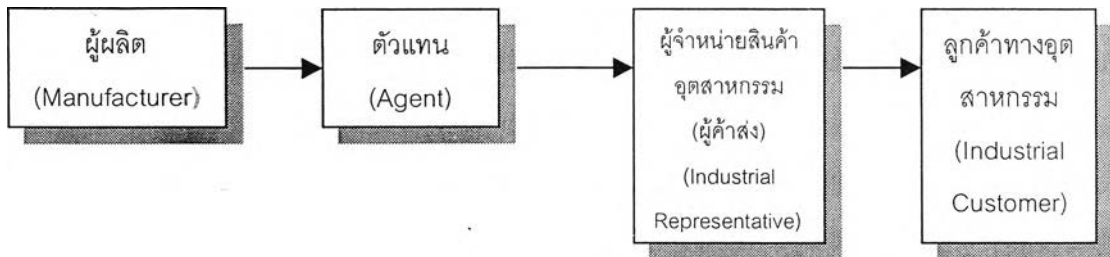 ผู้ผลิต
(Manufacturer)
ตัวแทน
(Agent)
ผู้จำหน่ายสินค้า
อุตสาหกรรม
(ผู้ค้าส่ง)
(Industrial
Representative)
ลูกค้าทางอุต
สาหกรรม
(Industrial
Customer)